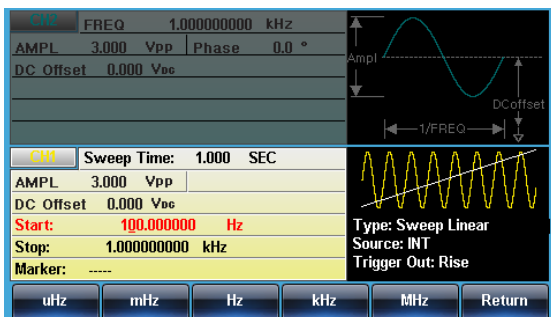 CH2 FREQ 1.000000000 kHz
AMPL 3.000 Vpp Phase 0.0 °
DC Offset 0.000 VDC
Ampl
DCoffset
1/FREQ
CH1 Sweep Time: 1.000 SEC
AMPL 3.000 Vpp
DC Offset 0.000 VDC
Start: 100.000000 Hz
Stop: 1.000000000 kHz
Marker: -----
Type: Sweep Linear
Source: INT
Trigger Out: Rise
uHz mHz Hz kHz MHz Return